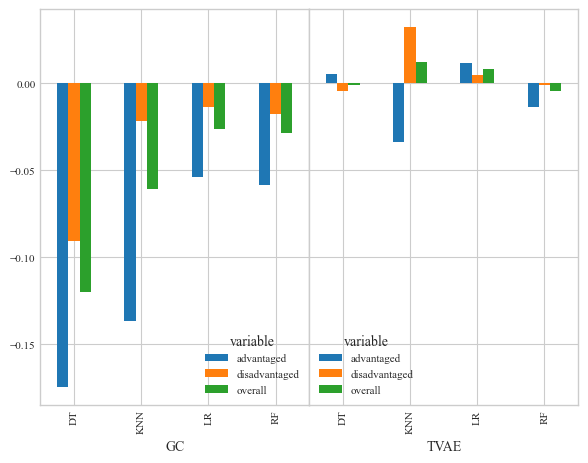 0.00
−0.05
−0.10
−0.15
variable
advantaged
disadvantaged
overall
variable
advantaged
disadvantaged
overall
DT
KNN
LR
RF
DT
KNN
LR
RF
GC
TVAE